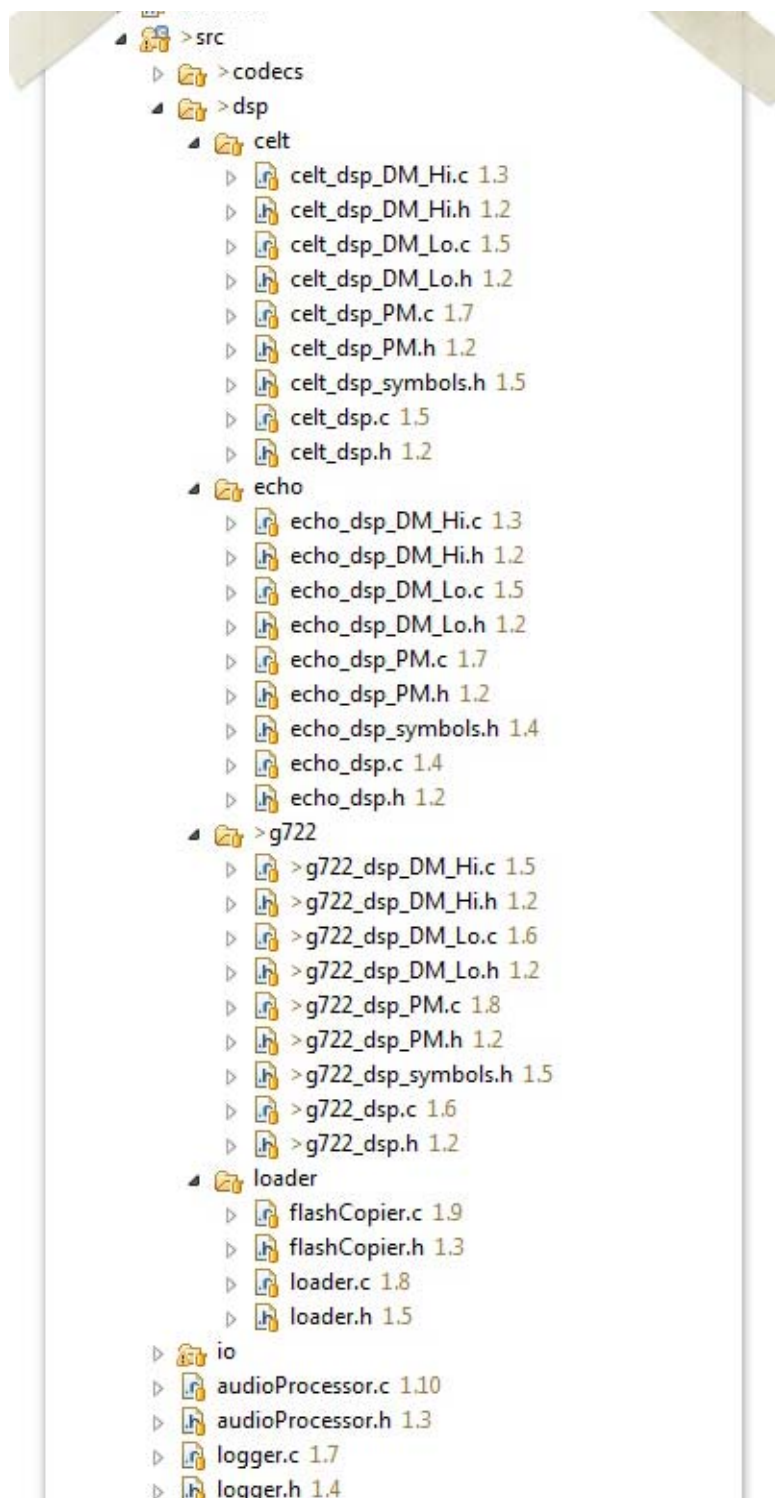 > src
> codecs
> dsp
celt
celt_dsp_DM_Hi.c 1.3
celt_dsp_DM_Hi.h 1.2
celt_dsp_DM_Lo.c 1.5
celt_dsp_DM_Lo.h 1.2
celt_dsp_PM.c 1.7
celt_dsp_PM.h 1.2
celt_dsp_symbols.h 1.5
celt_dsp.c 1.5
celt_dsp.h 1.2
echo
echo_dsp_DM_Hi.c 1.3
echo_dsp_DM_Hi.h 1.2
echo_dsp_DM_Lo.c 1.5
echo_dsp_DM_Lo.h 1.2
echo_dsp_PM.c 1.7
echo_dsp_PM.h 1.2
echo_dsp_symbols.h 1.4
echo_dsp.c 1.4
echo_dsp.h 1.2
> g722
> g722_dsp_DM_Hi.c 1.5
> g722_dsp_DM_Hi.h 1.2
> g722_dsp_DM_Lo.c 1.6
> g722_dsp_DM_Lo.h 1.2
> g722_dsp_PM.c 1.8
> g722_dsp_PM.h 1.2
> g722_dsp_symbols.h 1.5
> g722_dsp.c 1.6
> g722_dsp.h 1.2
loader
flashCopier.c 1.9
flashCopier.h 1.3
loader.c 1.8
loader.h 1.5
io
audioProcessor.c 1.10
audioProcessor.h 1.3
logger.c 1.7
logger.h 1.4